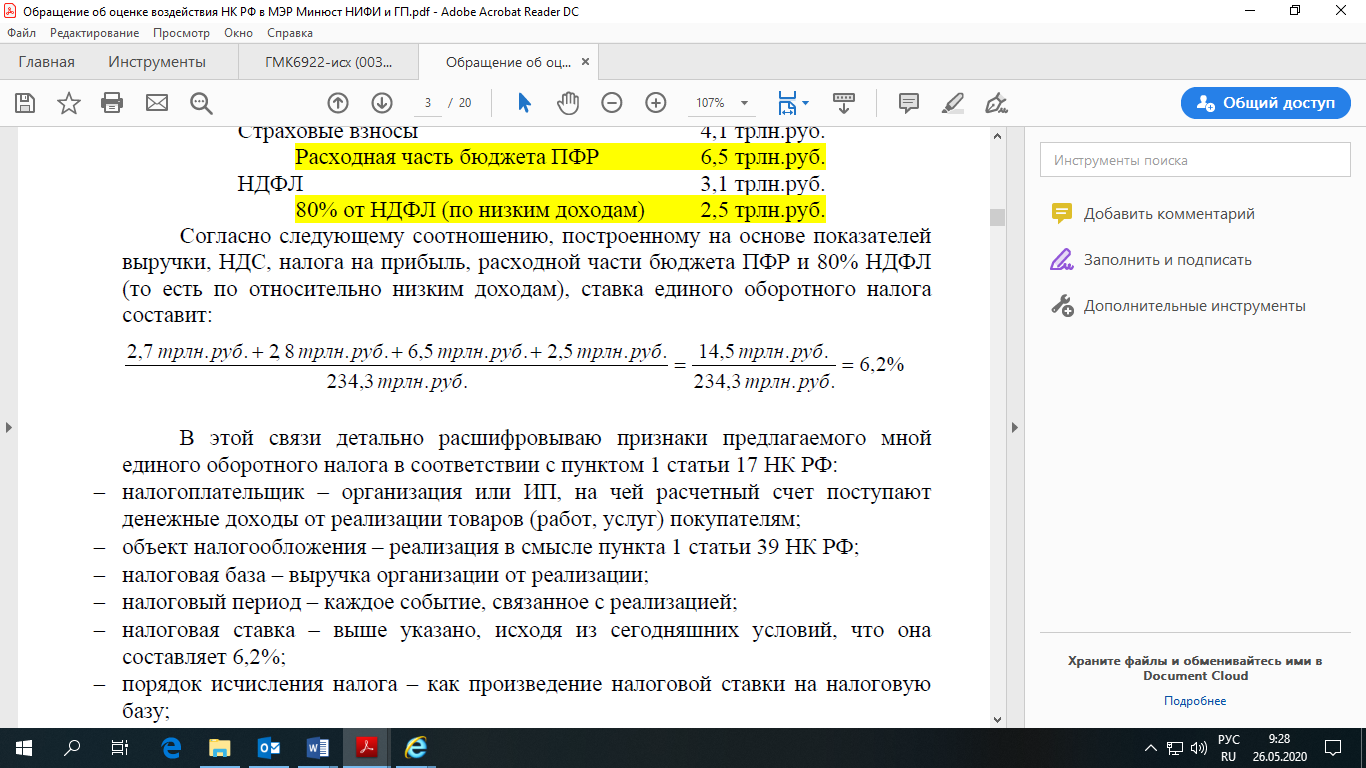 Обращение об оценке воздействия НК РФ в МЭР Минюст НИФИ и ГП.pdf - Adobe Acrobat Reader DC
Файл Редактирование Просмотр Окно Справка
Главная Инструменты ГМК6922-исх (003... Обращение об оц... ×
3 / 20 107% Общий доступ
Страховые взносы 4,1 трлн.руб.
Расходная часть бюджета ПФР 6,5 трлн.руб.
НДФЛ 3,1 трлн.руб.
80% от НДФЛ (по низким доходам) 2,5 трлн.руб.
Согласно следующему соотношению, построенному на основе показателей
выручки, НДС, налога на прибыль, расходной части бюджета ПФР и 80% НДФЛ
(то есть по относительно низким доходам), ставка единого оборотного налога
составит:
2,7 трлн.руб. + 2,8 трлн.руб. + 6,5 трлн.руб. + 2,5 трлн.руб. = 14,5 трлн.руб. = 6,2%
234,3 трлн.руб. 234,3 трлн.руб.
В этой связи детально расшифровываю признаки предлагаемого мной
единого оборотного налога в соответствии с пунктом 1 статьи 17 НК РФ:
– налогоплательщик – организация или ИП, на чей расчетный счет поступают
денежные доходы от реализации товаров (работ, услуг) покупателям;
– объект налогообложения – реализация в смысле пункта 1 статьи 39 НК РФ;
– налоговая база – выручка организации от реализации;
– налоговый период – каждое событие, связанное с реализацией;
– налоговая ставка – выше указано, исходя из сегодняшних условий, что она
составляет 6,2%;
– порядок исчисления налога – как произведение налоговой ставки на налоговую
базу;
Инструменты поиска
Добавить комментарий
Заполнить и подписать
Дополнительные инструменты
Храните файлы и обменивайтесь ими в
Document Cloud
Подробнее
РУС
RU
9:28
26.05.2020